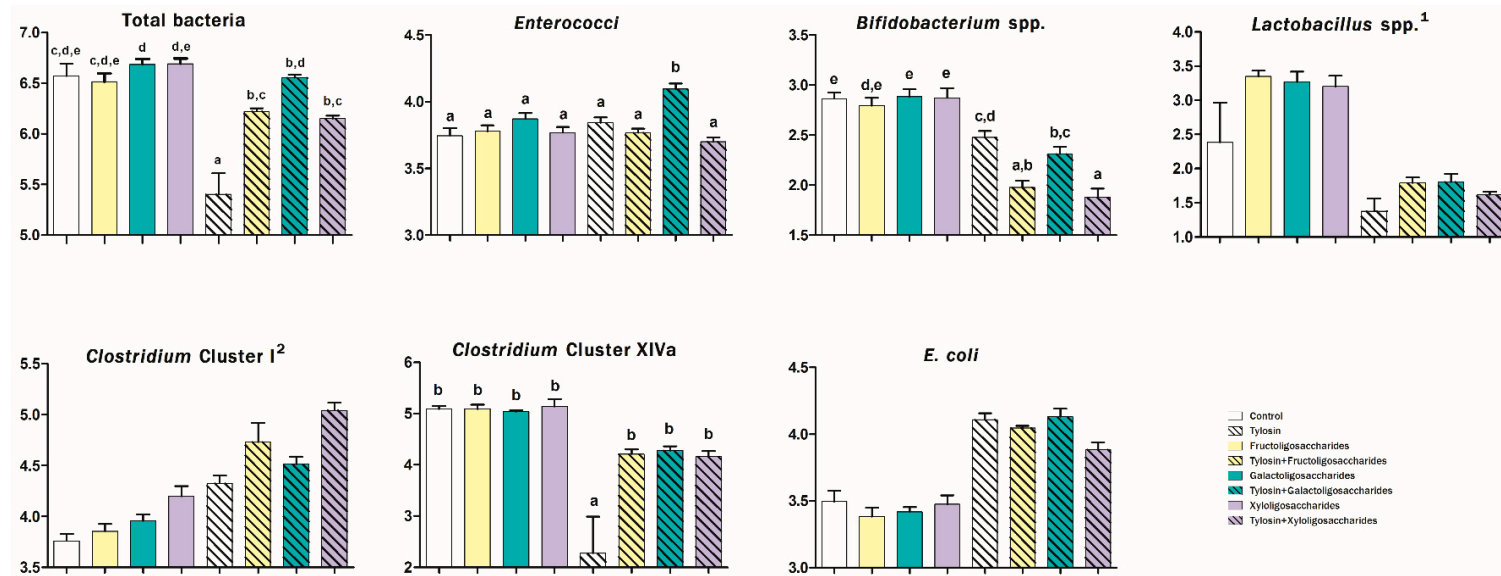 Total bacteria
7.0
6.5
6.0
5.5
5.0
c,d,e
c,d,e
d
d,e
a
b,c
b,d
b,c
Enterococci
4.5
4.0
3.5
3.0
a
a
a
a
a
a
b
a
Bifidobacterium spp.
3.5
3.0
2.5
2.0
1.5
e
d,e
e
e
c,d
a,b
b,c
a
Lactobacillus spp.1
4.0
3.5
3.0
2.5
2.0
1.5
1.0
Clostridium Cluster I2
5.5
5.0
4.5
4.0
3.5
Clostridium Cluster XIVa
6
5
4
3
2
b
b
b
b
a
b
b
b
E. coli
4.5
4.0
3.5
3.0
Control
Tylosin
Fructoligosaccharides
Tylosin+Fructoligosaccharides
Galactoligosaccharides
Tylosin+Galactoligosaccharides
Xyloligosaccharides
Tylosin+Xyloligosaccharides